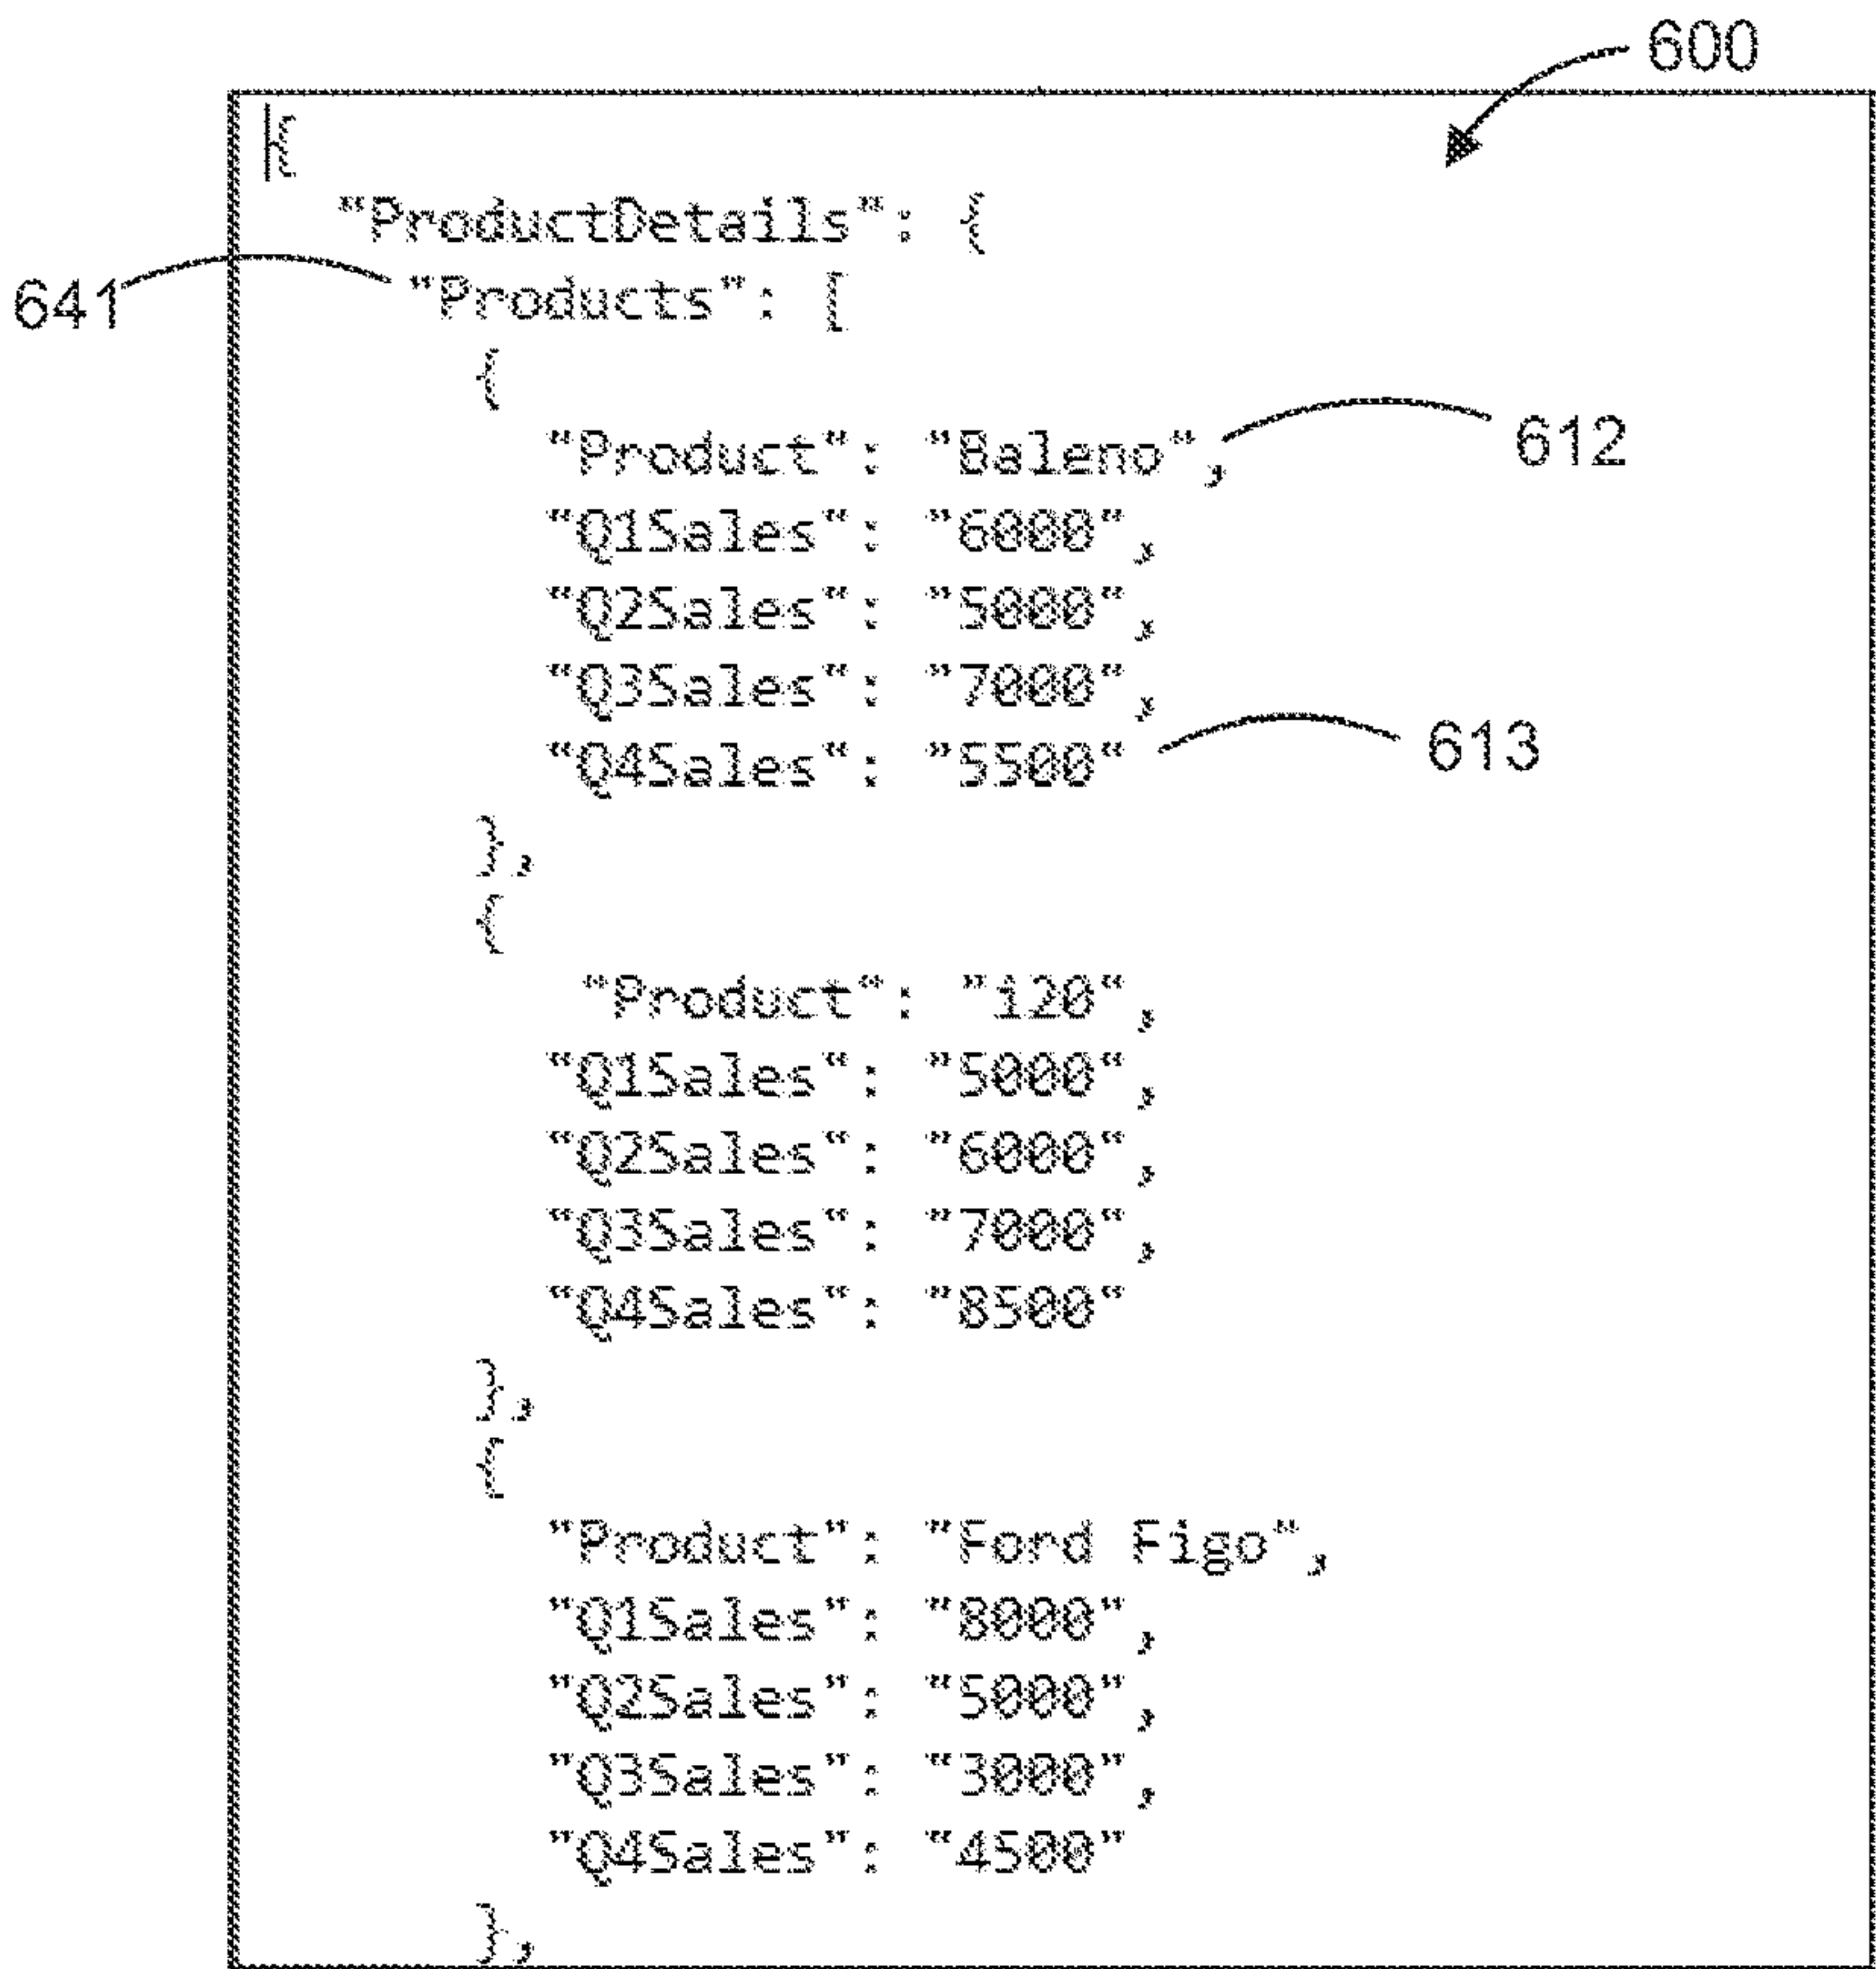 600
{
"ProductDetails": {
641
"Products": [
{
"Product": "Baleno",
612
"Q1Sales": "6000",
"Q2Sales": "5000",
"Q3Sales": "7000",
"Q4Sales": "5500"
613
},
{
"Product": "i20",
"Q1Sales": "5000",
"Q2Sales": "6000",
"Q3Sales": "7000",
"Q4Sales": "8500"
},
{
"Product": "Ford Figo",
"Q1Sales": "8000",
"Q2Sales": "5000",
"Q3Sales": "3000",
"Q4Sales": "4500"
},